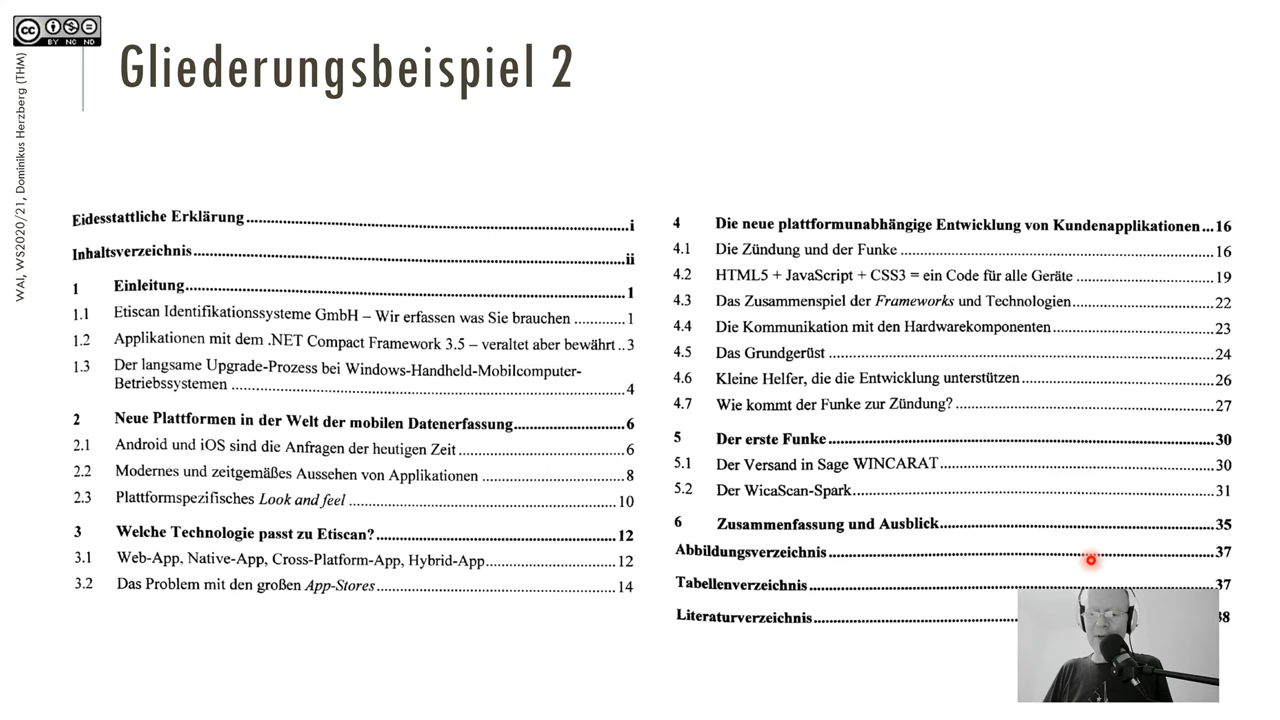 CC BY NC ND
Gliederungsbeispiel 2
WAI, WS2020/21, Dominikus Herzberg (THM)
Eidesstattliche Erklärung i
Inhaltsverzeichnis ii
1 Einleitung 1
1.1 Etiscan Identifikationssysteme GmbH – Wir erfassen was Sie brauchen 1
1.2 Applikationen mit dem .NET Compact Framework 3.5 – veraltet aber bewährt 3
1.3 Der langsame Upgrade-Prozess bei Windows-Handheld-Mobilcomputer-
Betriebssystemen 4
2 Neue Plattformen in der Welt der mobilen Datenerfassung 6
2.1 Android und iOS sind die Anfragen der heutigen Zeit 6
2.2 Modernes und zeitgemäßes Aussehen von Applikationen 8
2.3 Plattformspezifisches Look and feel 10
3 Welche Technologie passt zu Etiscan? 12
3.1 Web-App, Native-App, Cross-Platform-App, Hybrid-App 12
3.2 Das Problem mit den großen App-Stores 14
4 Die neue plattformunabhängige Entwicklung von Kundenapplikationen 16
4.1 Die Zündung und der Funke 16
4.2 HTML5 + JavaScript + CSS3 = ein Code für alle Geräte 19
4.3 Das Zusammenspiel der Frameworks und Technologien 22
4.4 Die Kommunikation mit den Hardwarekomponenten 23
4.5 Das Grundgerüst 24
4.6 Kleine Helfer, die die Entwicklung unterstützen 26
4.7 Wie kommt der Funke zur Zündung? 27
5 Der erste Funke 30
5.1 Der Versand in Sage WINCARAT 30
5.2 Der WicaScan-Spark 31
6 Zusammenfassung und Ausblick 35
Abbildungsverzeichnis 37
Tabellenverzeichnis 37
Literaturverzeichnis